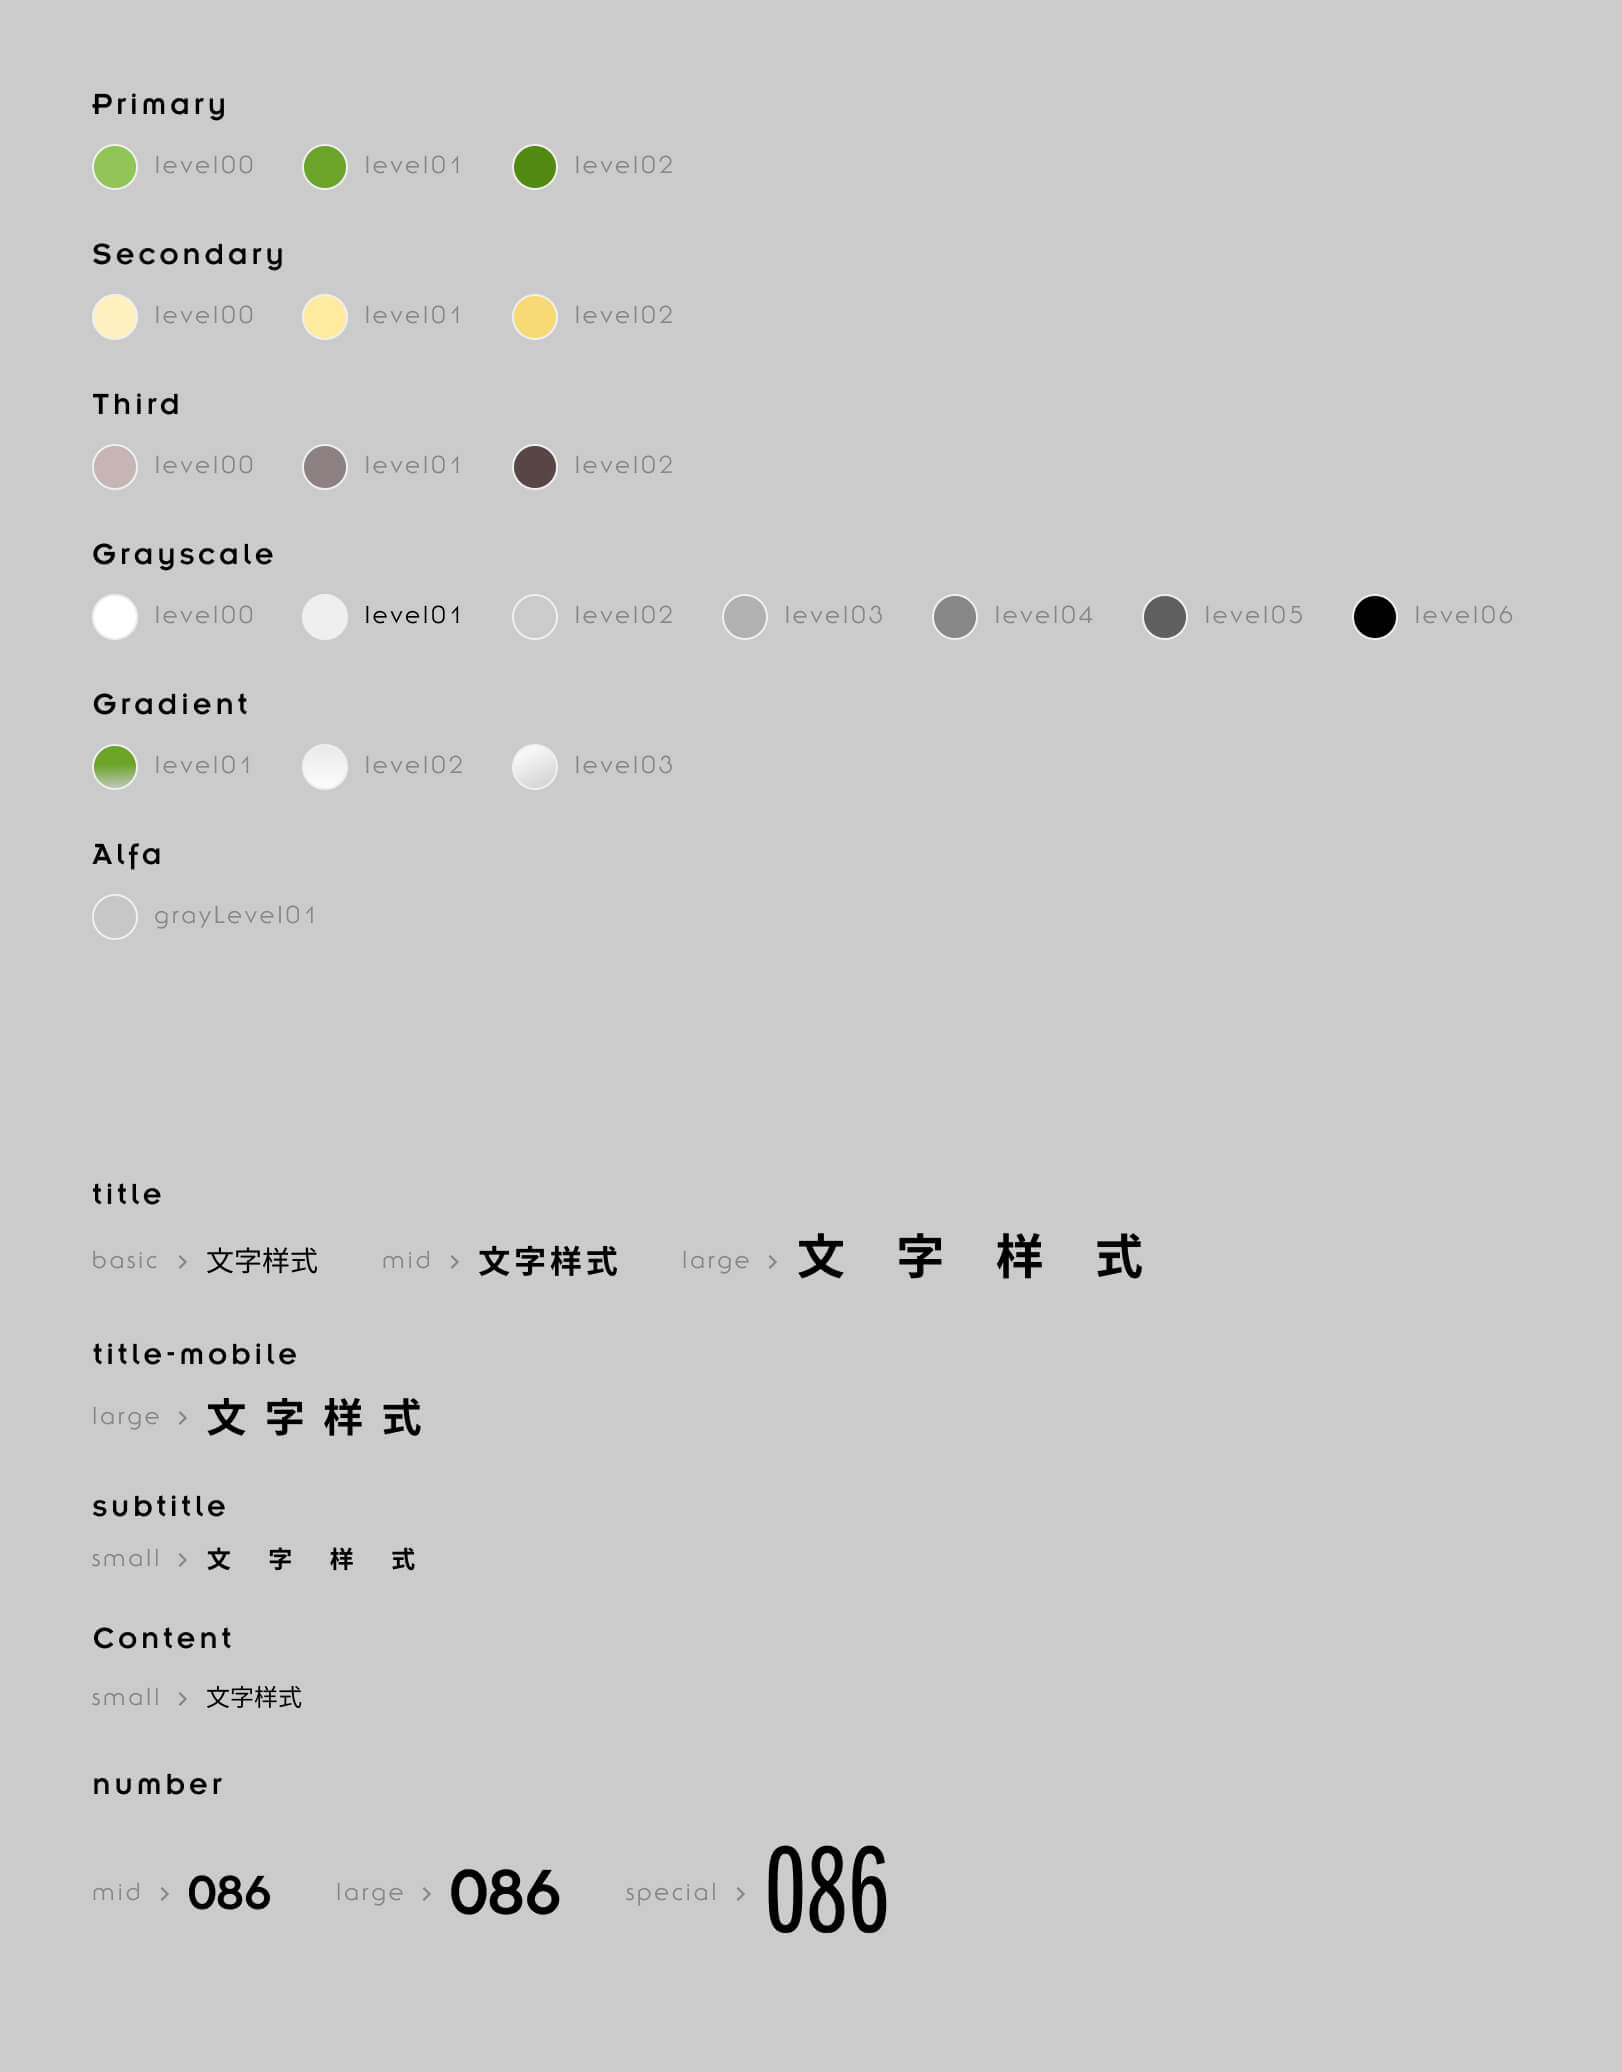 Primary
level00 level01 level02
Secondary
level00 level01 level02
Third
level00 level01 level02
Grayscale
level00 level01 level02 level03 level04 level05 level06
Gradient
level01 level02 level03
Alfa
grayLevel01
title
basic > 文字样式 mid > 文字样式 large > 文字样式
title-mobile
large > 文字样式
subtitle
small > 文字样式
Content
small > 文字样式
number
mid > 086 large > 086 special > 086